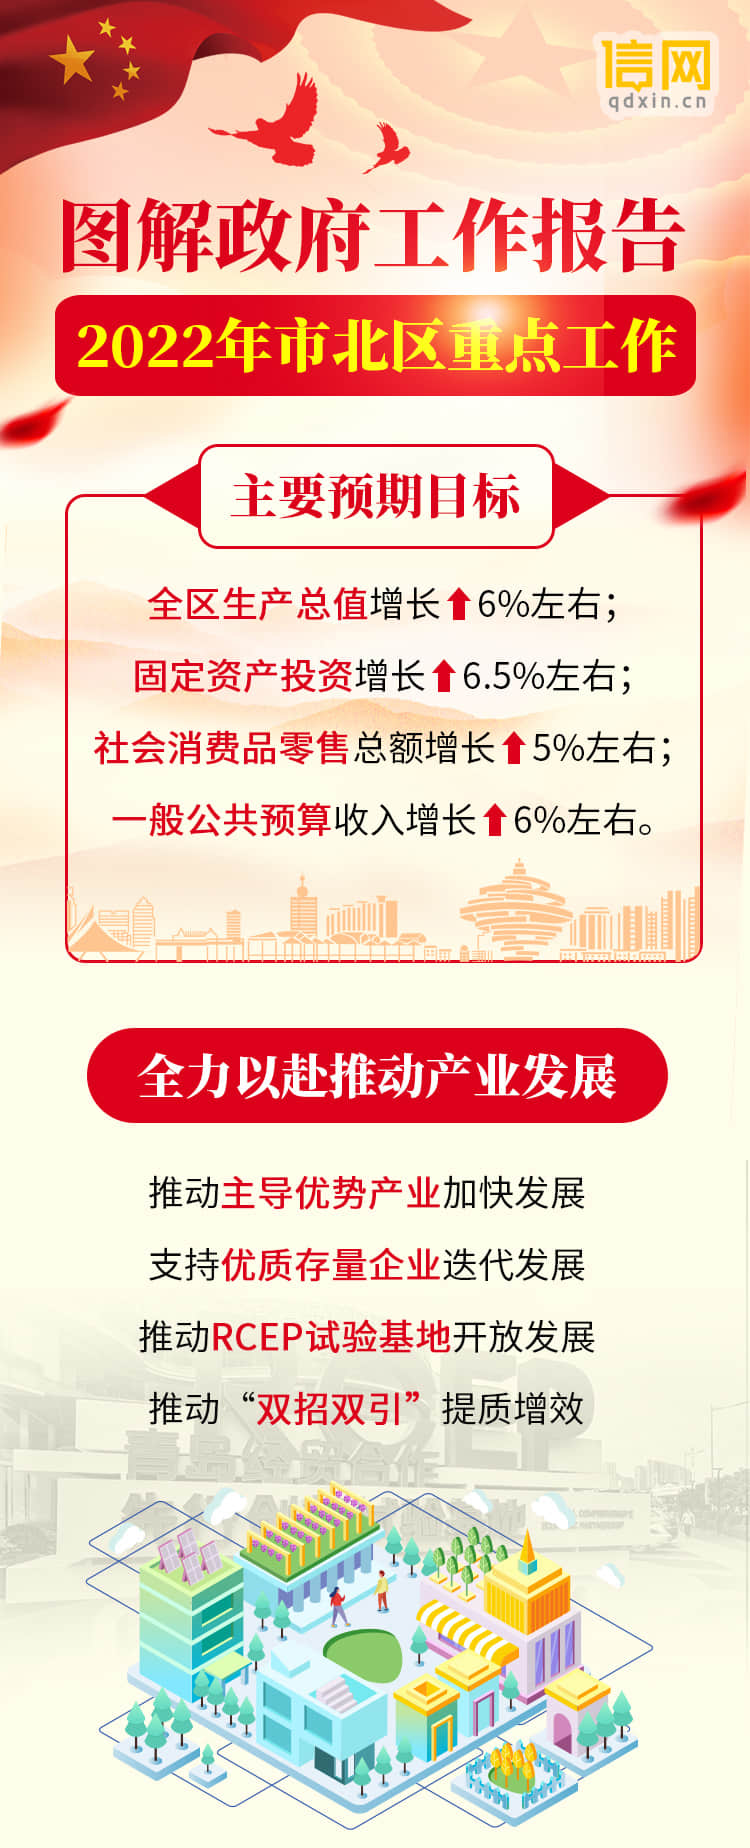 信网
qdxin.cn
图解政府工作报告
2022年市北区重点工作
主要预期目标
全区生产总值增长6%左右；
固定资产投资增长6.5%左右；
社会消费品零售总额增长5%左右；
一般公共预算收入增长6%左右。
全力以赴推动产业发展
推动主导优势产业加快发展
支持优质存量企业迭代发展
推动RCEP试验基地开放发展
推动“双招双引”提质增效
RCEP
青岛经贸合作